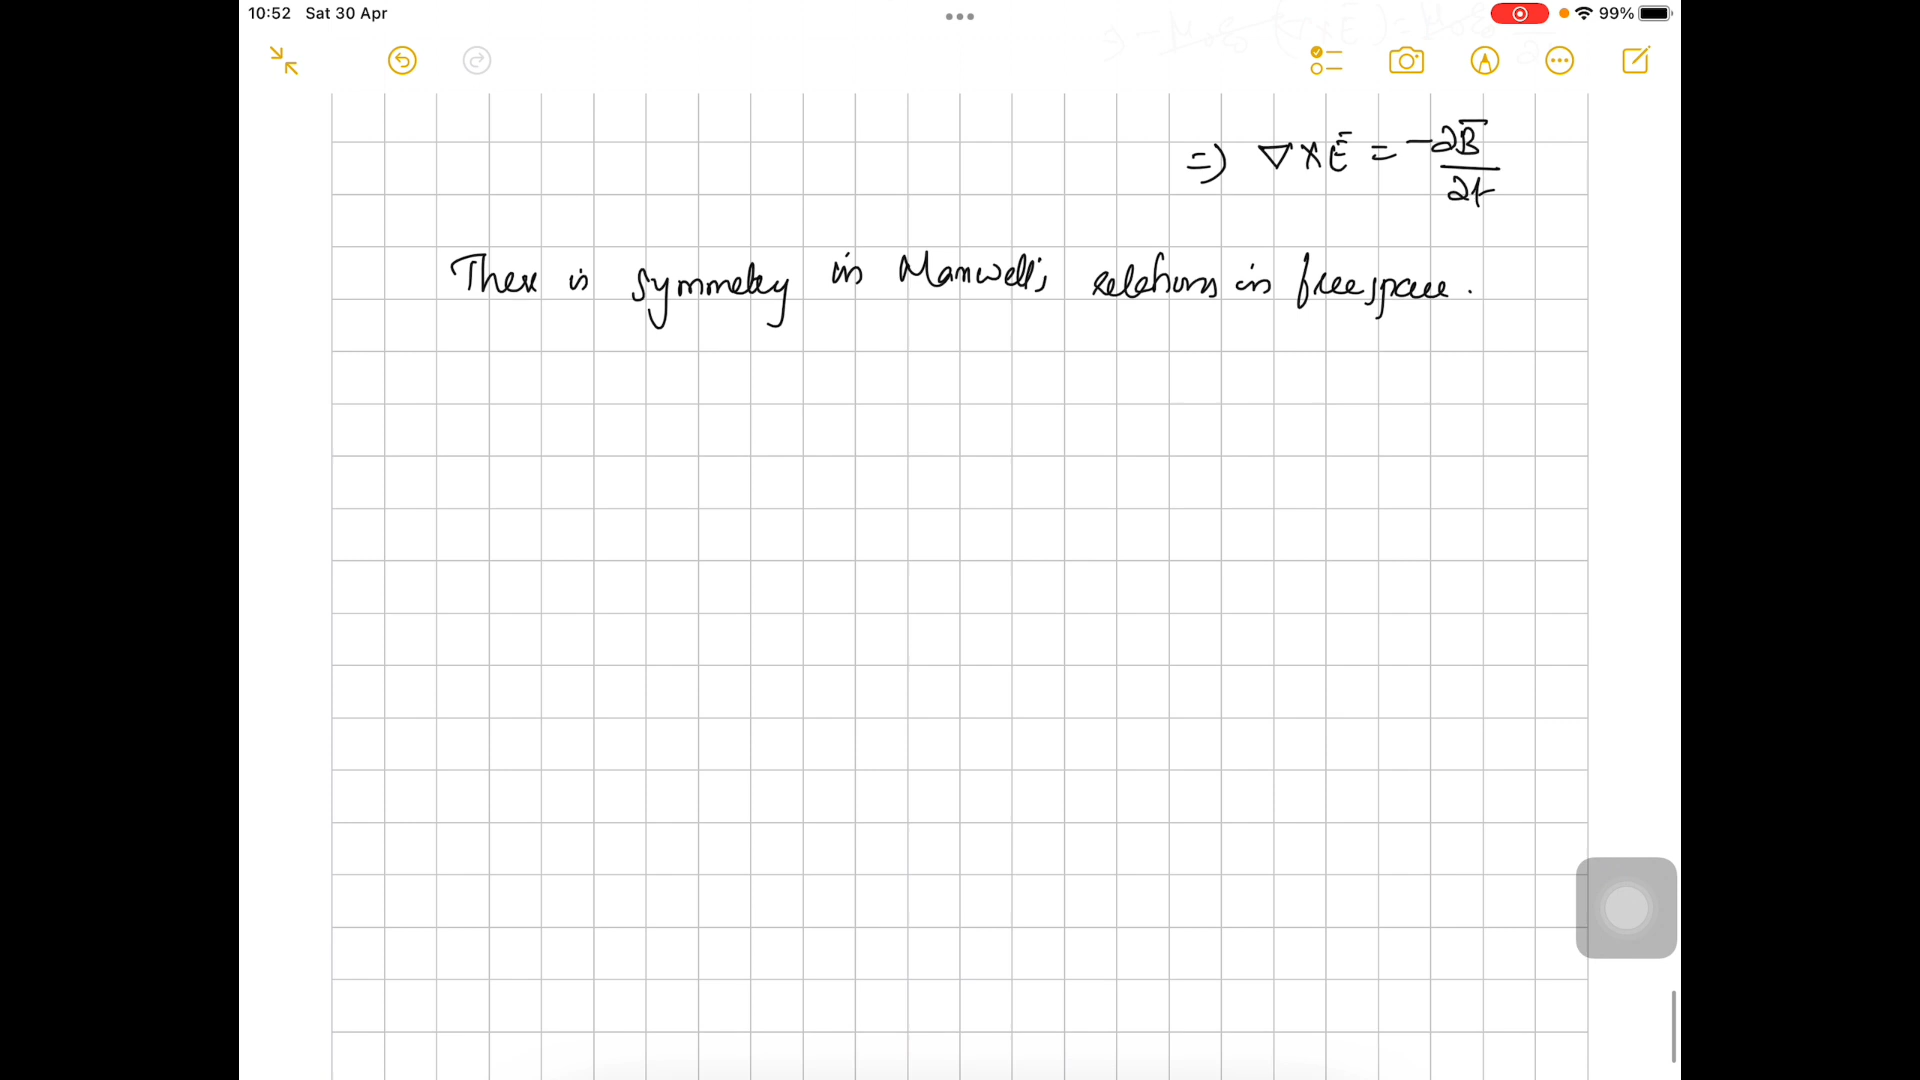 10:52 Sat 30 Apr 99%
=) ∇×Ē = -∂B̄/∂t
There is symmetry in Maxwell's relations in free space.